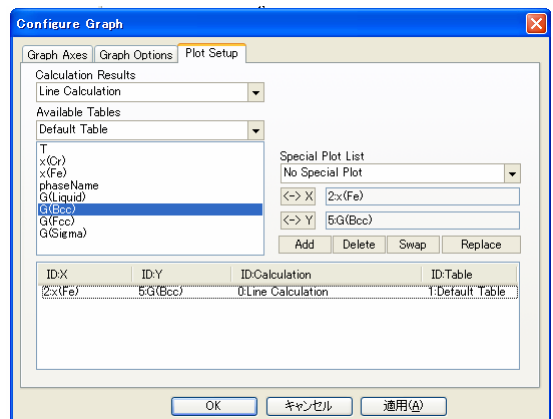 Configure Graph
Graph Axes Graph Options Plot Setup
Calculation Results
Line Calculation
Available Tables
Default Table
T
x(Cr)
x(Fe)
phaseName
G(Liquid)
G(Bcc)
G(Fcc)
G(Sigma)
Special Plot List
No Special Plot
<-> X 2:x(Fe)
<-> Y 5:G(Bcc)
Add Delete Swap Replace
ID:X ID:Y ID:Calculation ID:Table
2:x(Fe) 5:G(Bcc) 0:Line Calculation 1:Default Table
OK キャンセル 適用(A)